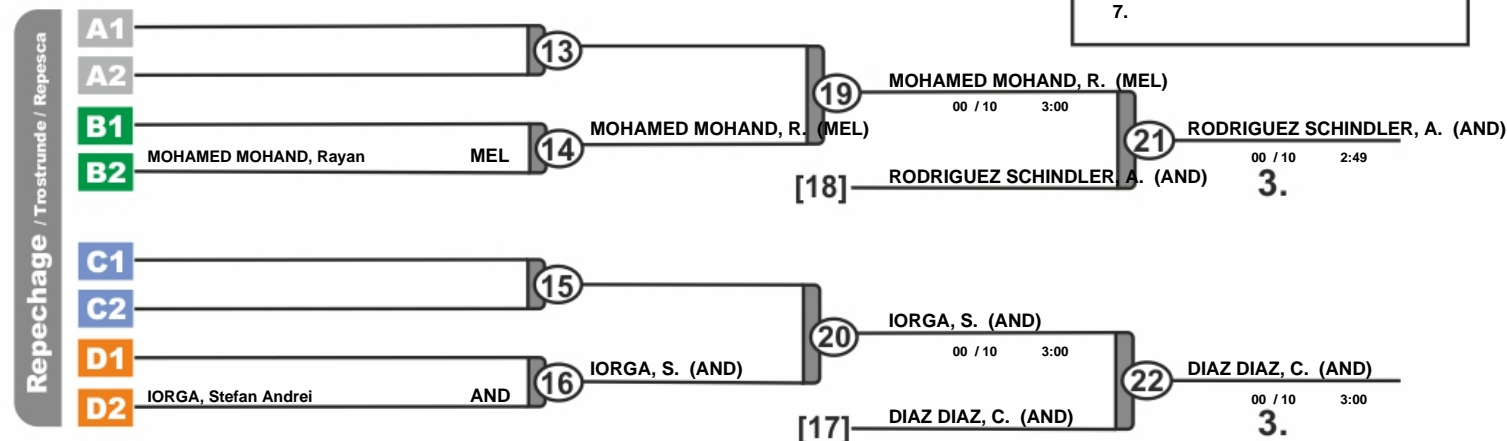 7.
Repechage / Trostrunde / Repesca
A1
13
A2
19
MOHAMED MOHAND, R. (MEL)
00 / 10 3:00
B1
14
MOHAMED MOHAND, R. (MEL)
21
RODRIGUEZ SCHINDLER, A. (AND)
00 / 10 2:49
3.
B2
MOHAMED MOHAND, Rayan MEL
[18]
RODRIGUEZ SCHINDLER, A. (AND)
C1
15
C2
20
IORGA, S. (AND)
00 / 10 3:00
D1
16
IORGA, S. (AND)
22
DIAZ DIAZ, C. (AND)
00 / 10 3:00
3.
D2
IORGA, Stefan Andrei AND
[17]
DIAZ DIAZ, C. (AND)